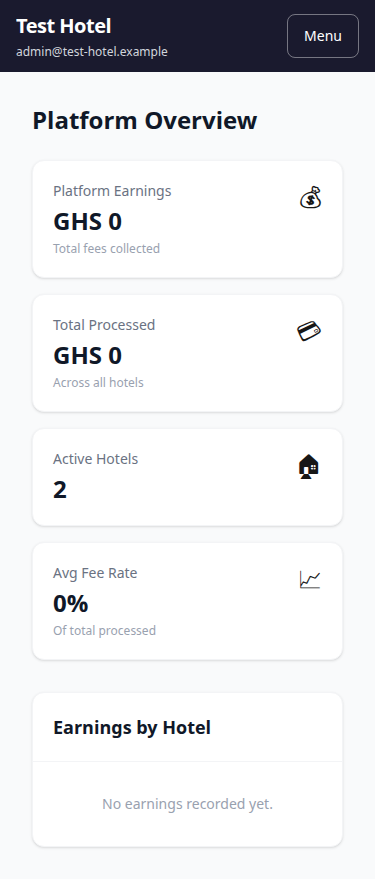 Test Hotel
admin@test-hotel.example
Menu
Platform Overview
Platform Earnings
GHS 0
Total fees collected
Total Processed
GHS 0
Across all hotels
Active Hotels
2
Avg Fee Rate
0%
Of total processed
Earnings by Hotel
No earnings recorded yet.